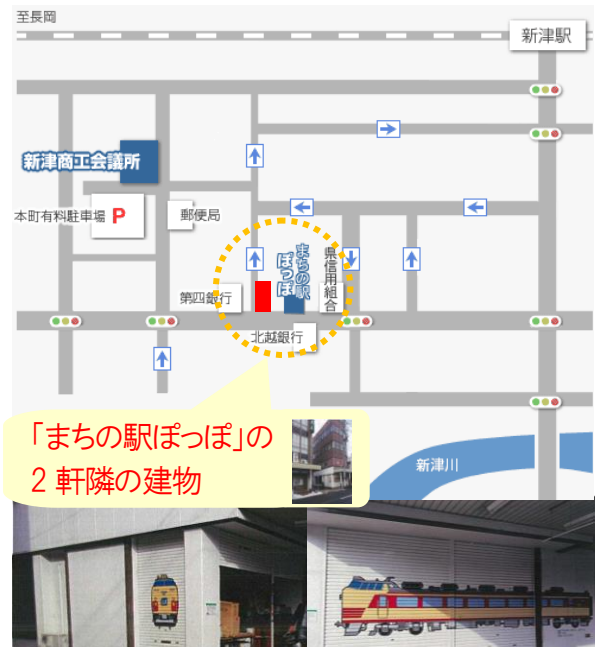 至長岡
新津駅
新津商工会議所
本町有料駐車場 P
郵便局
まちの駅
ぽっぽ
県信用組合
第四銀行
北越銀行
「まちの駅ぽっぽ」の
2軒隣の建物
新津川